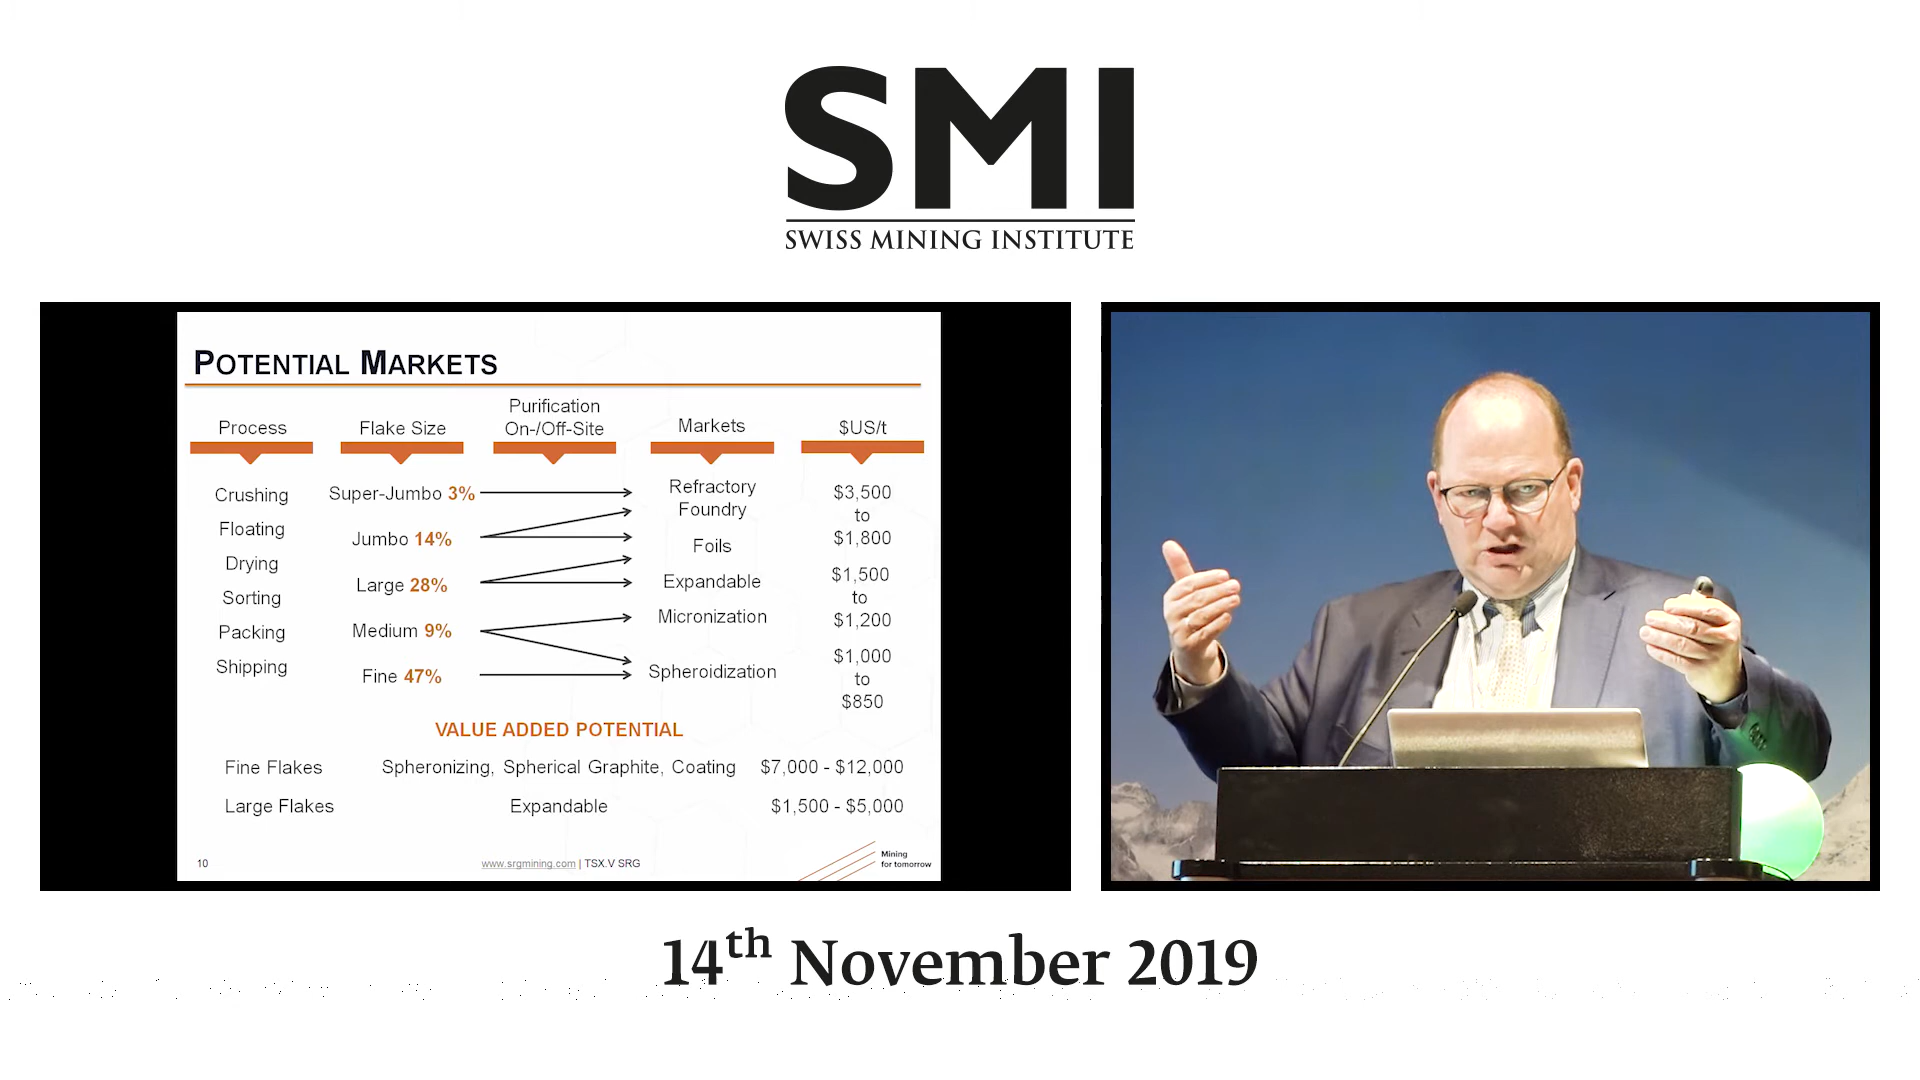 SMI
SWISS MINING INSTITUTE
POTENTIAL MARKETS
Process
Flake Size
Purification
On-/Off-Site
Markets
$US/t
Crushing
Floating
Drying
Sorting
Packing
Shipping
Super-Jumbo 3%
Jumbo 14%
Large 28%
Medium 9%
Fine 47%
Refractory
Foundry
Foils
Expandable
Micronization
Spheroidization
$3,500
to
$1,800
$1,500
to
$1,200
$1,000
to
$850
VALUE ADDED POTENTIAL
Fine Flakes Spheronizing, Spherical Graphite, Coating $7,000 - $12,000
Large Flakes Expandable $1,500 - $5,000
10
www.srgmining.com | TSX.V SRG
Mining
for tomorrow
14th November 2019